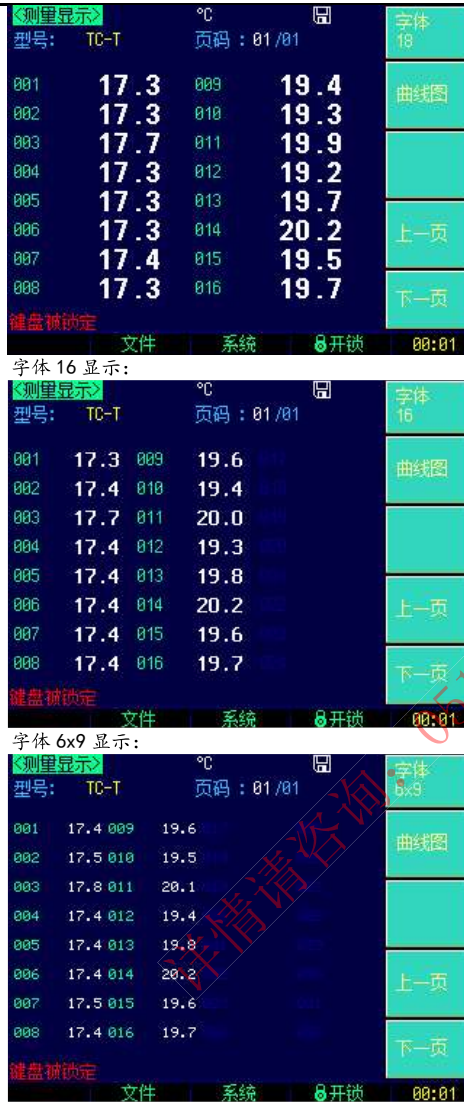 <测量显示> ℃ 字体
型号: TC-T 页码 : 01 /01 18
001 17.3 009 19.4 曲线图
002 17.3 010 19.3
003 17.7 011 19.9
004 17.3 012 19.2
005 17.3 013 19.7
006 17.3 014 20.2 上一页
007 17.4 015 19.5
008 17.3 016 19.7 下一页
键盘被锁定
文件 系统 开锁 00:01
字体 16 显示:
<测量显示> ℃ 字体
型号: TC-T 页码 : 01 /01 16
001 17.3 009 19.6 曲线图
002 17.4 010 19.4
003 17.7 011 20.0
004 17.4 012 19.3
005 17.4 013 19.8
006 17.4 014 20.2 上一页
007 17.4 015 19.6
008 17.4 016 19.7 下一页
键盘被锁定
文件 系统 开锁 00:01
字体 6x9 显示:
<测量显示> ℃ 字体
型号: TC-T 页码 : 01 /01 6x9
001 17.4 009 19.6 曲线图
002 17.5 010 19.5
003 17.8 011 20.1
004 17.4 012 19.4
005 17.4 013 19.8
006 17.4 014 20.2 上一页
007 17.5 015 19.6
008 17.4 016 19.7 下一页
键盘被锁定
文件 系统 开锁 00:01
详情请咨询: 051